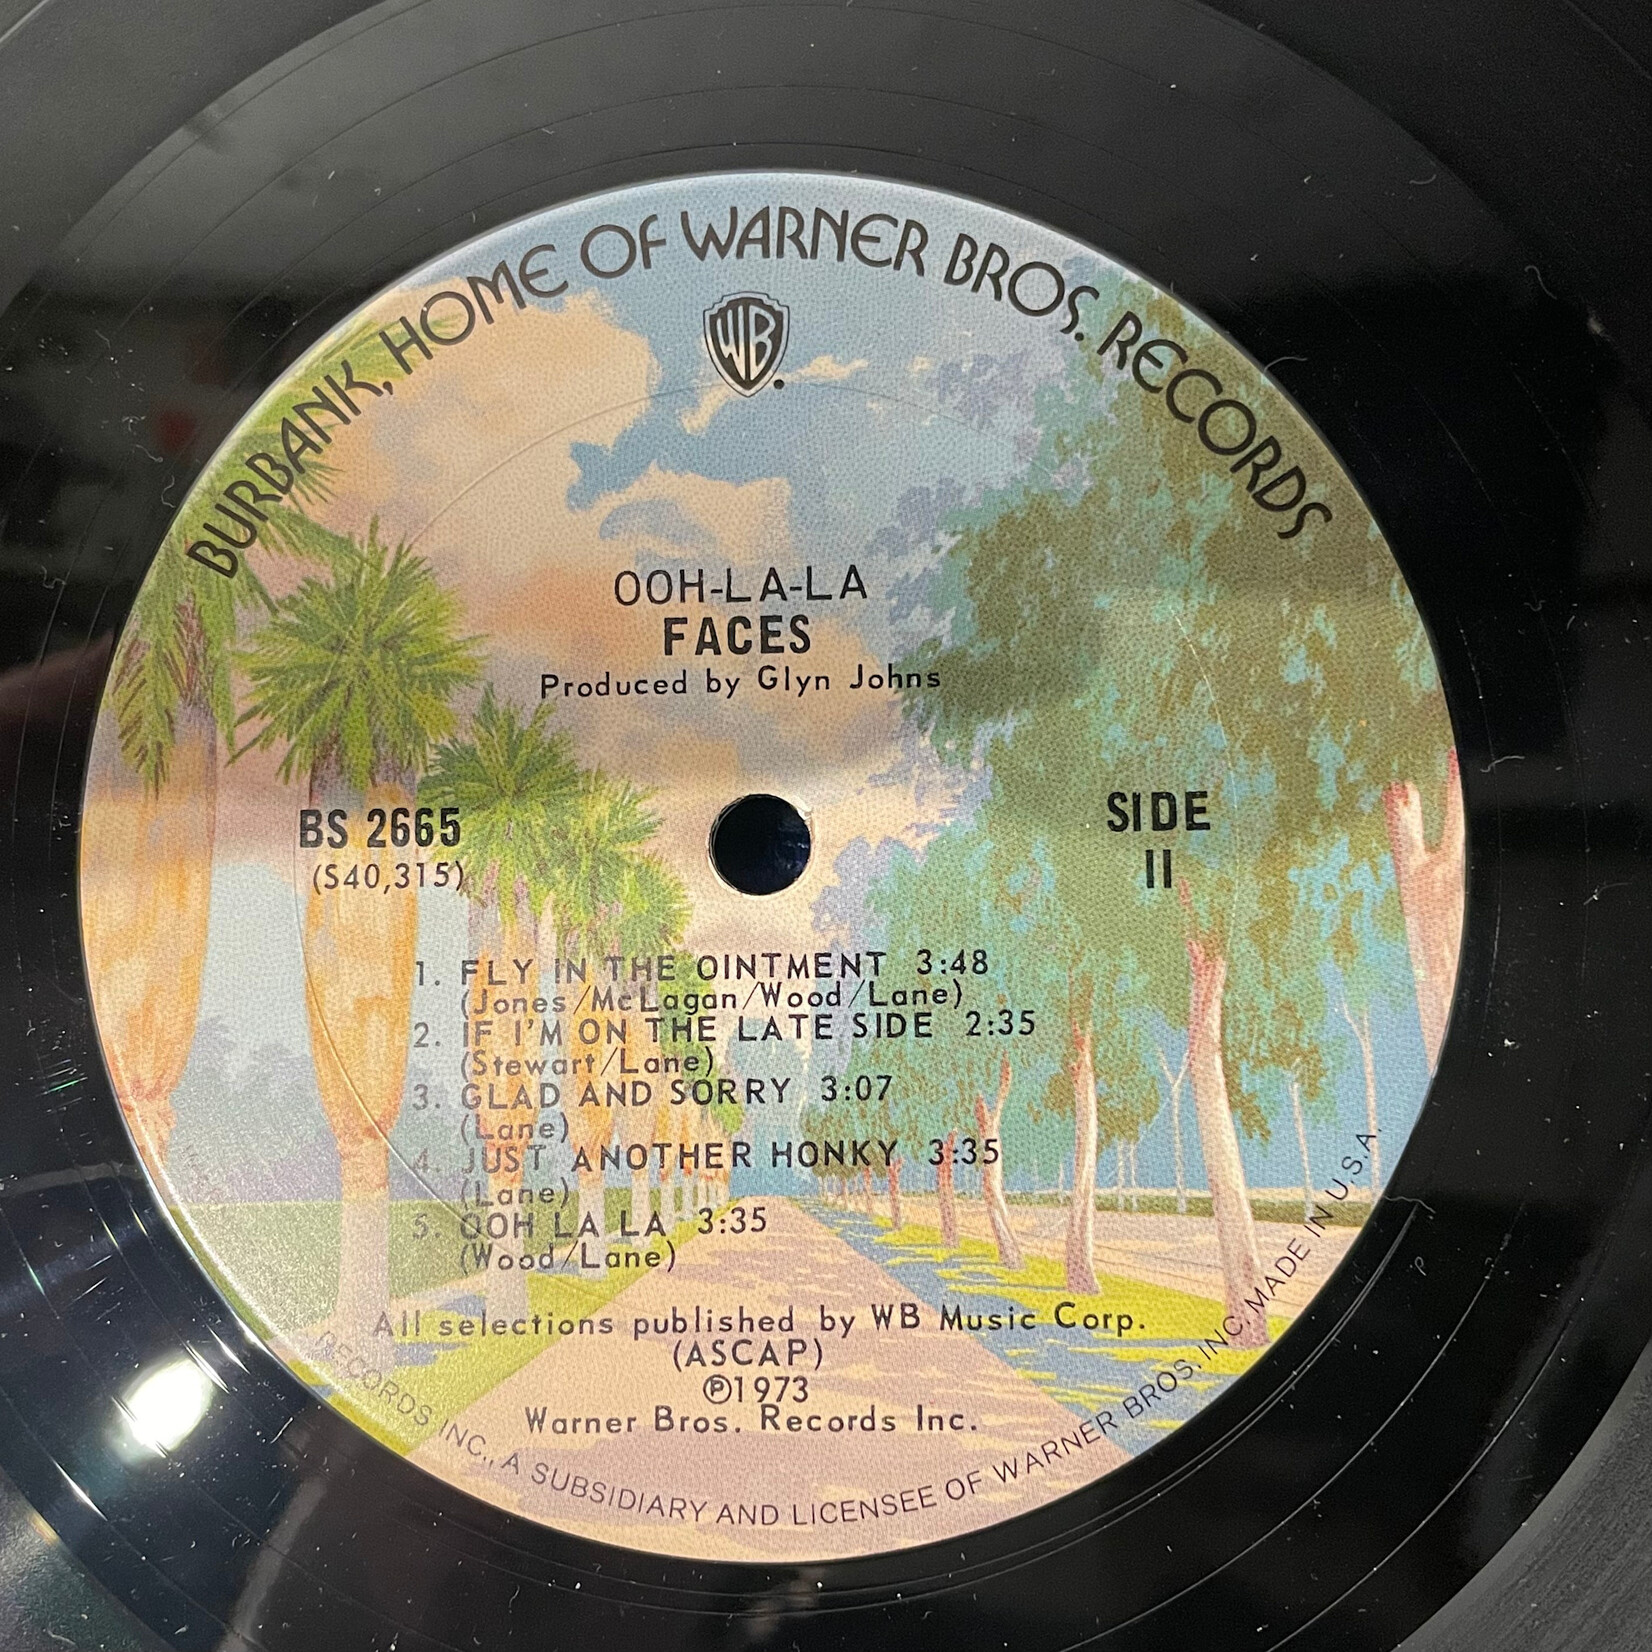 BURBANK, HOME OF WARNER BROS. RECORDS
WB
OOH-LA-LA
FACES
Produced by Glyn Johns
BS 2665
(S40,315)
SIDE
II
1. FLY IN THE OINTMENT 3:48
(Jones/McLagan/Wood/Lane)
2. IF I'M ON THE LATE SIDE 2:35
(Stewart/Lane)
3. GLAD AND SORRY 3:07
(Lane)
4. JUST ANOTHER HONKY 3:35
(Lane)
5. OOH LA LA 3:35
(Wood/Lane)
All selections published by WB Music Corp.
(ASCAP)
℗1973
Warner Bros. Records Inc.
RECORDS INC., A SUBSIDIARY AND LICENSEE OF WARNER BROS. INC. MADE IN U.S.A.